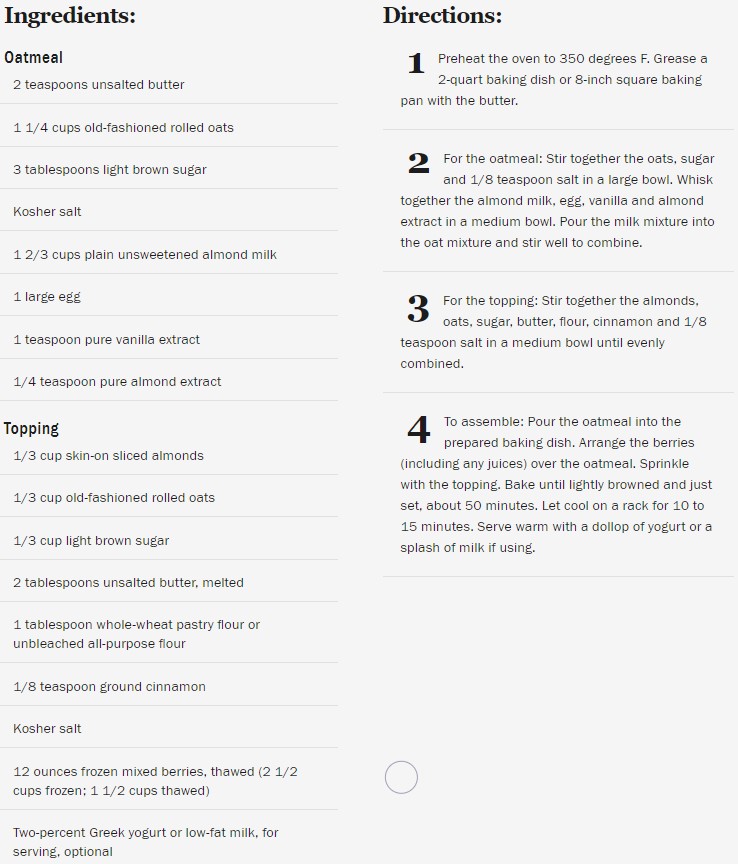 Ingredients:
Oatmeal
2 teaspoons unsalted butter
1 1/4 cups old-fashioned rolled oats
3 tablespoons light brown sugar
Kosher salt
1 2/3 cups plain unsweetened almond milk
1 large egg
1 teaspoon pure vanilla extract
1/4 teaspoon pure almond extract
Topping
1/3 cup skin-on sliced almonds
1/3 cup old-fashioned rolled oats
1/3 cup light brown sugar
2 tablespoons unsalted butter, melted
1 tablespoon whole-wheat pastry flour or
unbleached all-purpose flour
1/8 teaspoon ground cinnamon
Kosher salt
12 ounces frozen mixed berries, thawed (2 1/2
cups frozen; 1 1/2 cups thawed)
Two-percent Greek yogurt or low-fat milk, for
serving, optional
Directions:
1 Preheat the oven to 350 degrees F. Grease a
2-quart baking dish or 8-inch square baking
pan with the butter.
2 For the oatmeal: Stir together the oats, sugar
and 1/8 teaspoon salt in a large bowl. Whisk
together the almond milk, egg, vanilla and almond
extract in a medium bowl. Pour the milk mixture into
the oat mixture and stir well to combine.
3 For the topping: Stir together the almonds,
oats, sugar, butter, flour, cinnamon and 1/8
teaspoon salt in a medium bowl until evenly
combined.
4 To assemble: Pour the oatmeal into the
prepared baking dish. Arrange the berries
(including any juices) over the oatmeal. Sprinkle
with the topping. Bake until lightly browned and just
set, about 50 minutes. Let cool on a rack for 10 to
15 minutes. Serve warm with a dollop of yogurt or a
splash of milk if using.